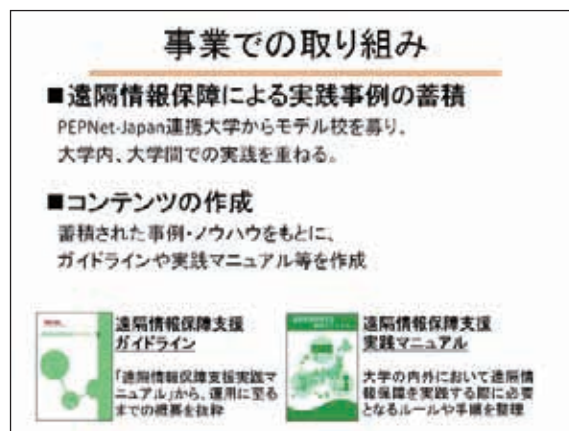 事業での取り組み
■遠隔情報保障による実践事例の蓄積
PEPNet-Japan連携大学からモデル校を募り、
大学内、大学間での実践を重ねる。
■コンテンツの作成
蓄積された事例・ノウハウをもとに、
ガイドラインや実践マニュアル等を作成
遠隔情報保障支援
ガイドライン
「遠隔情報保障支援実践マ
ニュアル」から、運用に至る
までの概要を抜粋
遠隔情報保障支援
実践マニュアル
大学の内外において遠隔情
報保障を実践する際に必要
となるルールや手順を整理